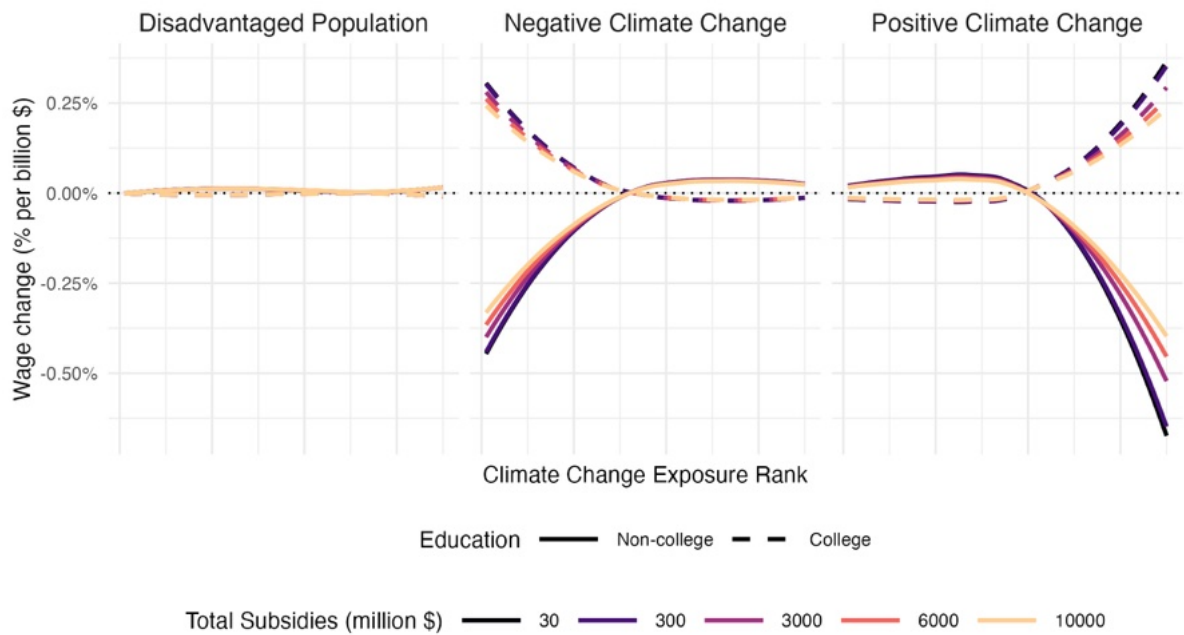 Disadvantaged Population Negative Climate Change Positive Climate Change
Wage change (% per billion $)
0.25%
0.00%
-0.25%
-0.50%
Climate Change Exposure Rank
Education Non-college College
Total Subsidies (million $) 30 300 3000 6000 10000